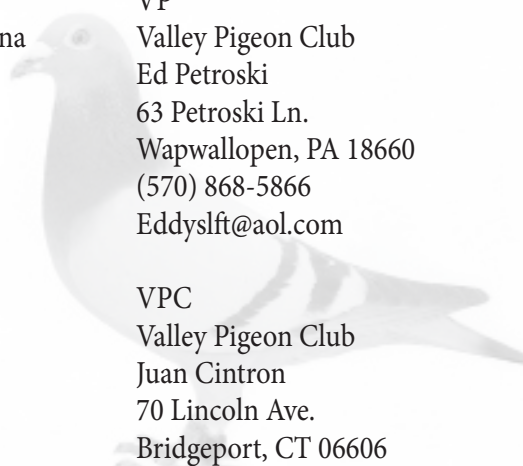 na
VP
Valley Pigeon Club
Ed Petroski
63 Petroski Ln.
Wapwallopen, PA 18660
(570) 868-5866
Eddyslft@aol.com
VPC
Valley Pigeon Club
Juan Cintron
70 Lincoln Ave.
Bridgeport, CT 06606